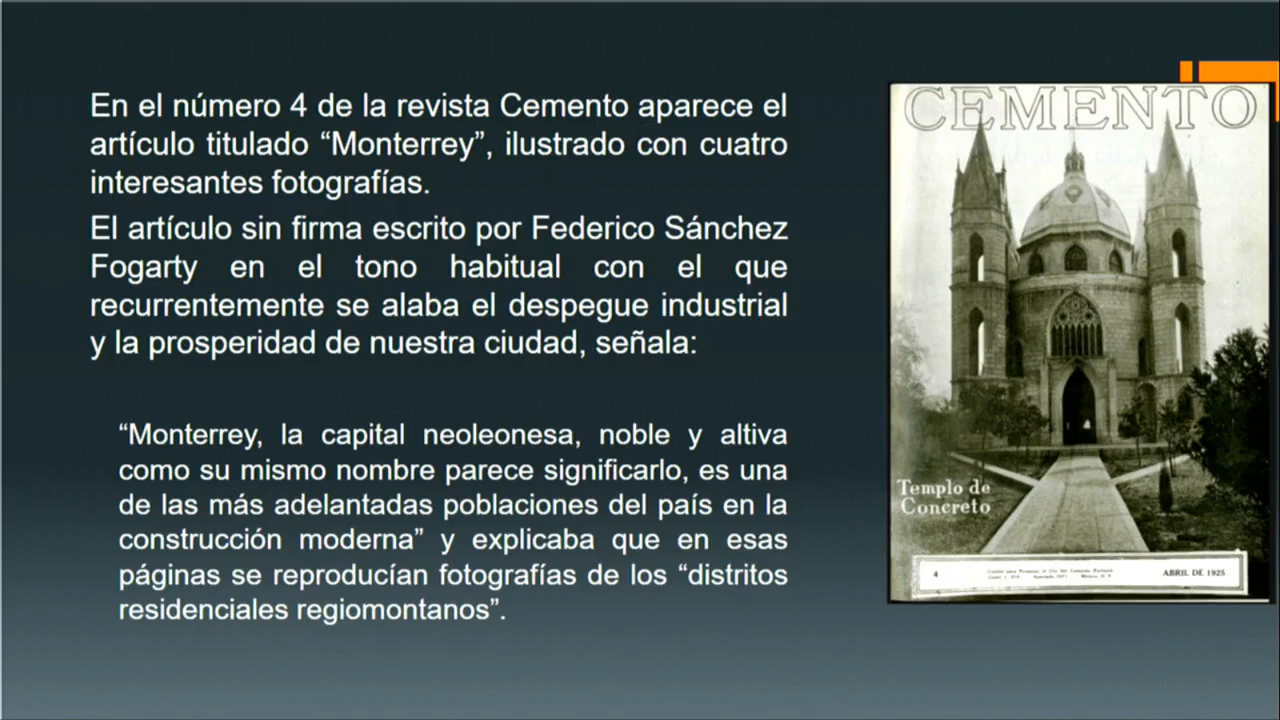 En el número 4 de la revista Cemento aparece el
artículo titulado “Monterrey”, ilustrado con cuatro
interesantes fotografías.
El artículo sin firma escrito por Federico Sánchez
Fogarty en el tono habitual con el que
recurrentemente se alaba el despegue industrial
y la prosperidad de nuestra ciudad, señala:
“Monterrey, la capital neoleonesa, noble y altiva
como su mismo nombre parece significarlo, es una
de las más adelantadas poblaciones del país en la
construcción moderna” y explicaba que en esas
páginas se reproducían fotografías de los “distritos
residenciales regiomontanos”.
CEMENTO
Templo de
Concreto
4
ABRIL DE 1925